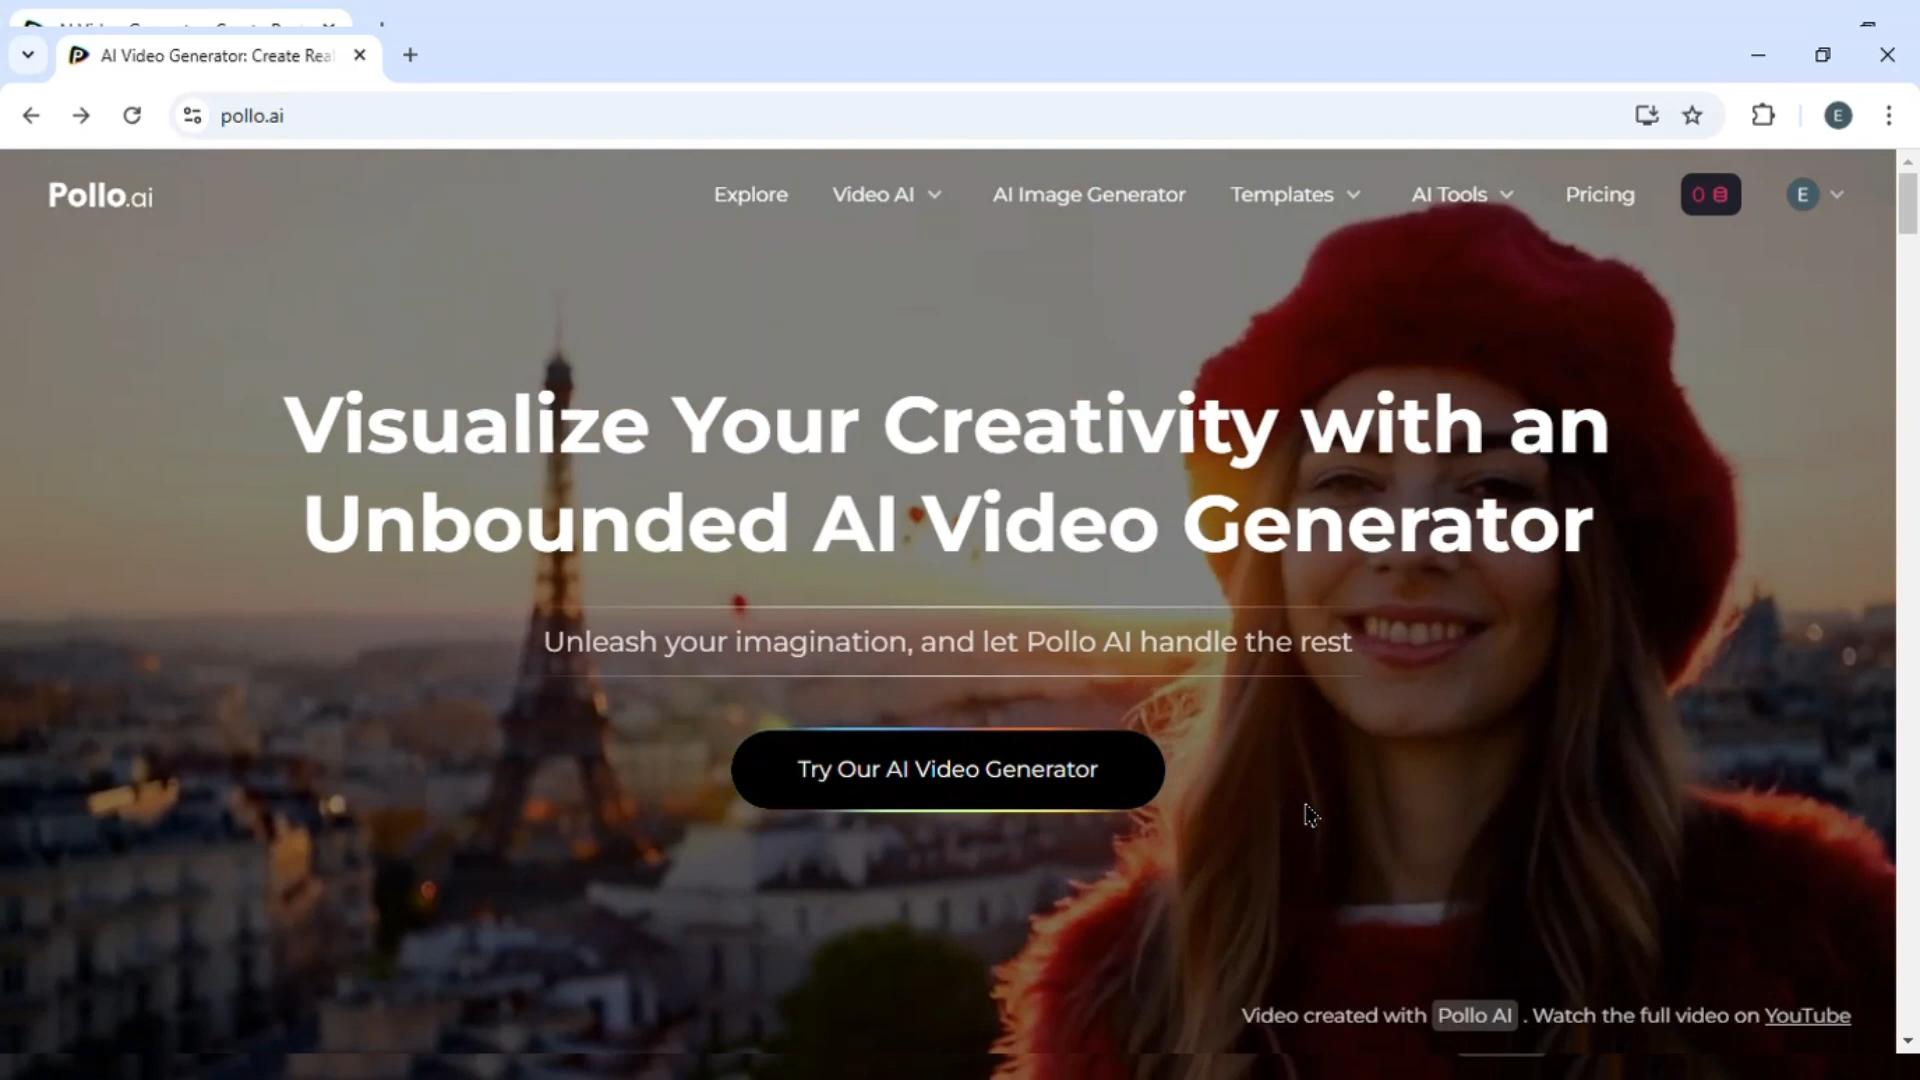 AI Video Generator: Create Real
pollo.ai
E
Pollo.ai
Explore
Video AI
AI Image Generator
Templates
AI Tools
Pricing
0
E
Visualize Your Creativity with an
Unbounded AI Video Generator
Unleash your imagination, and let Pollo AI handle the rest
Try Our AI Video Generator
Video created with Pollo AI . Watch the full video on YouTube